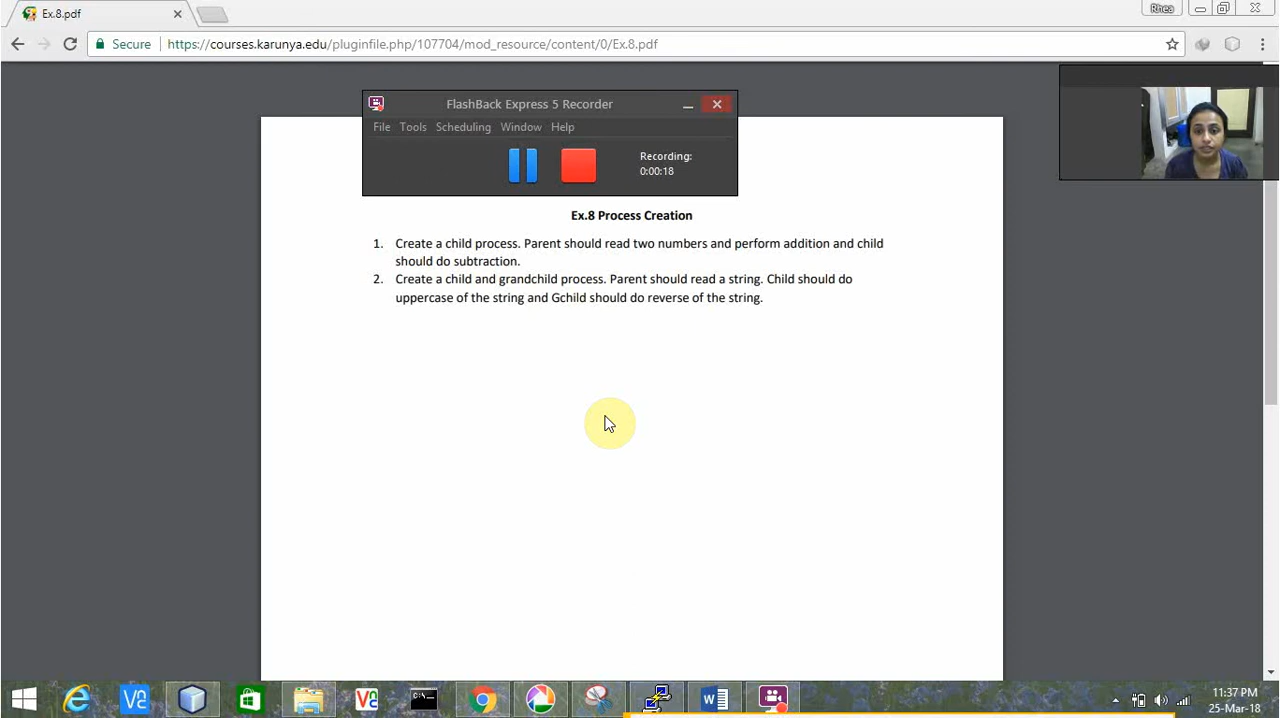 Ex.8.pdf
Rhea
Secure https://courses.karunya.edu/pluginfile.php/107704/mod_resource/content/0/Ex.8.pdf
FlashBack Express 5 Recorder
File Tools Scheduling Window Help
Recording:
0:00:18
Ex.8 Process Creation
1. Create a child process. Parent should read two numbers and perform addition and child
should do subtraction.
2. Create a child and grandchild process. Parent should read a string. Child should do
uppercase of the string and Gchild should do reverse of the string.
11:37 PM
25-Mar-18